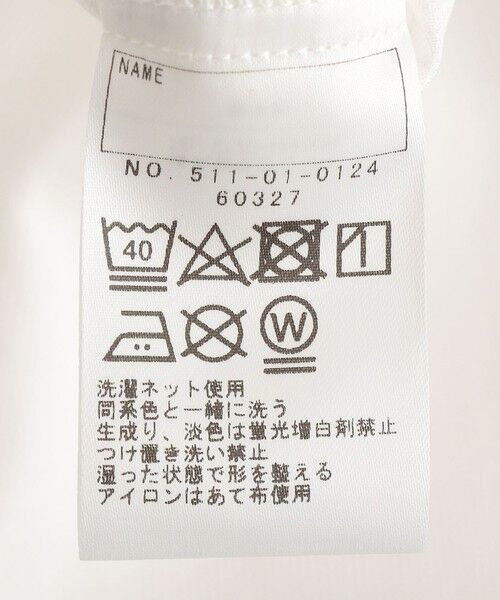 NAME
NO. 511-01-0124
60327
40
W
洗濯ネット使用
同系色と一緒に洗う
生成り、淡色は蛍光増白剤禁止
つけ置き洗い禁止
湿った状態で形を整える
アイロンはあて布使用